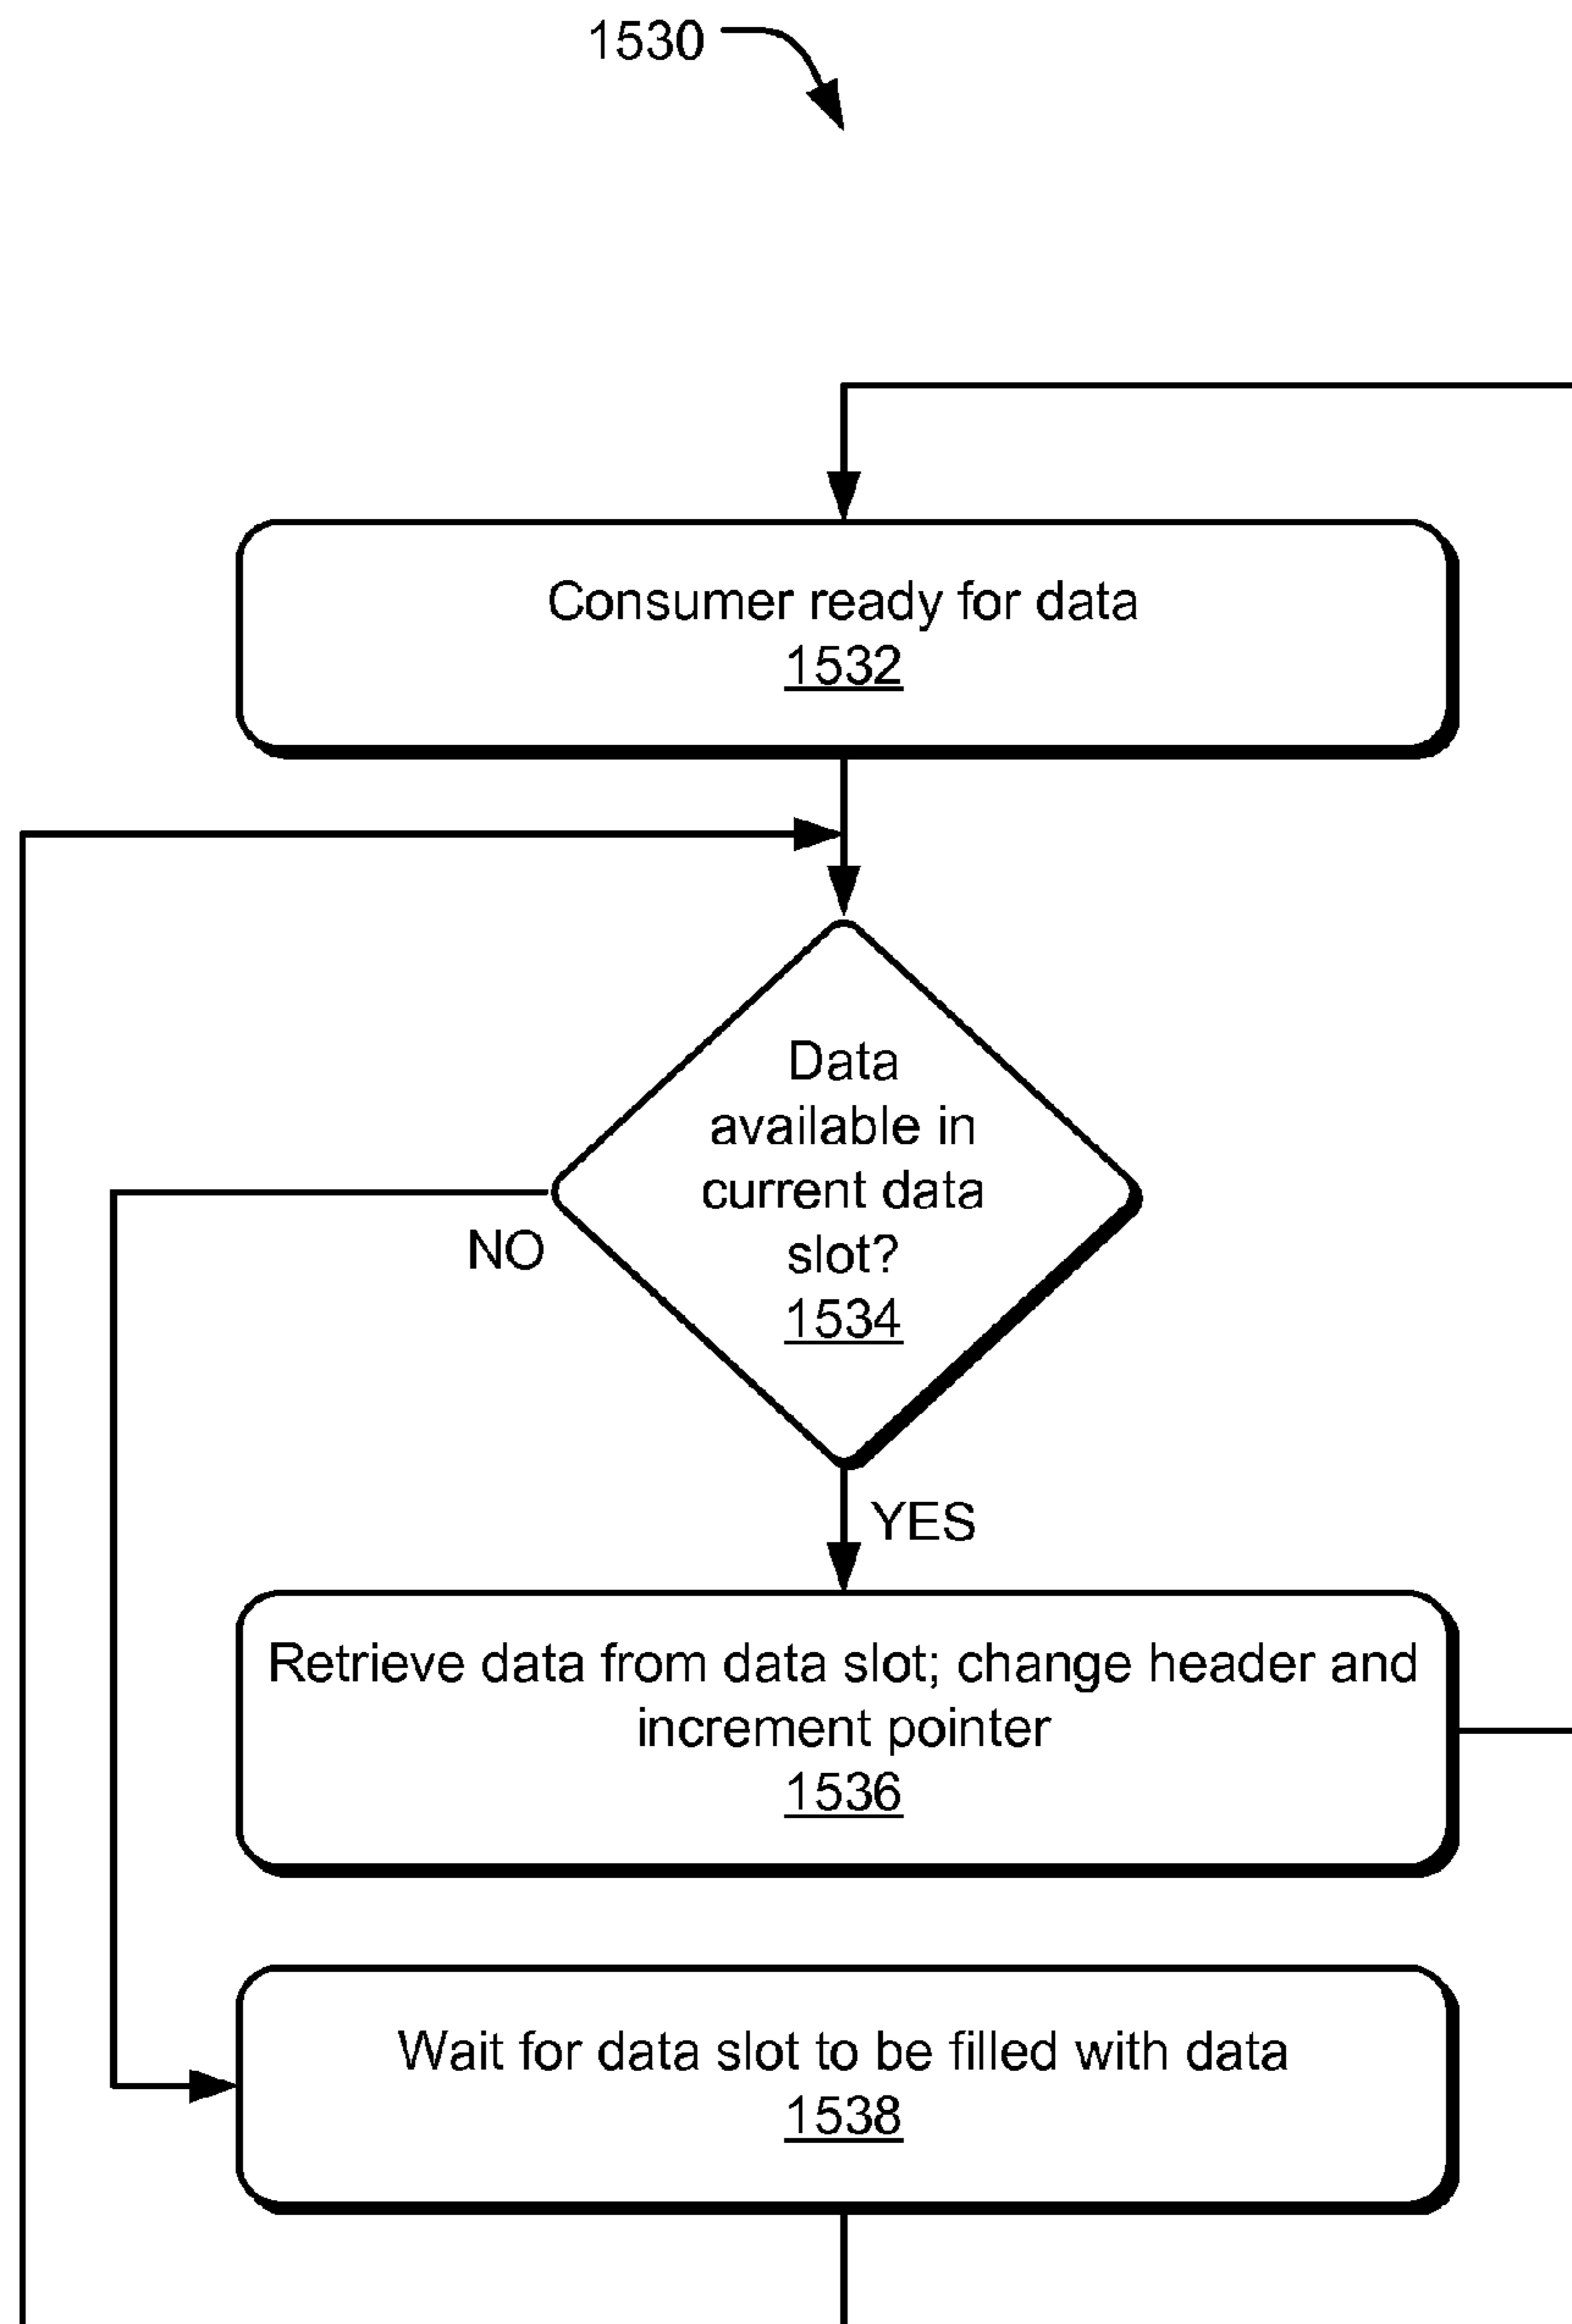 1530
Consumer ready for data
1532
Data
available in
current data
slot?
1534
NO
YES
Retrieve data from data slot; change header and
increment pointer
1536
Wait for data slot to be filled with data
1538